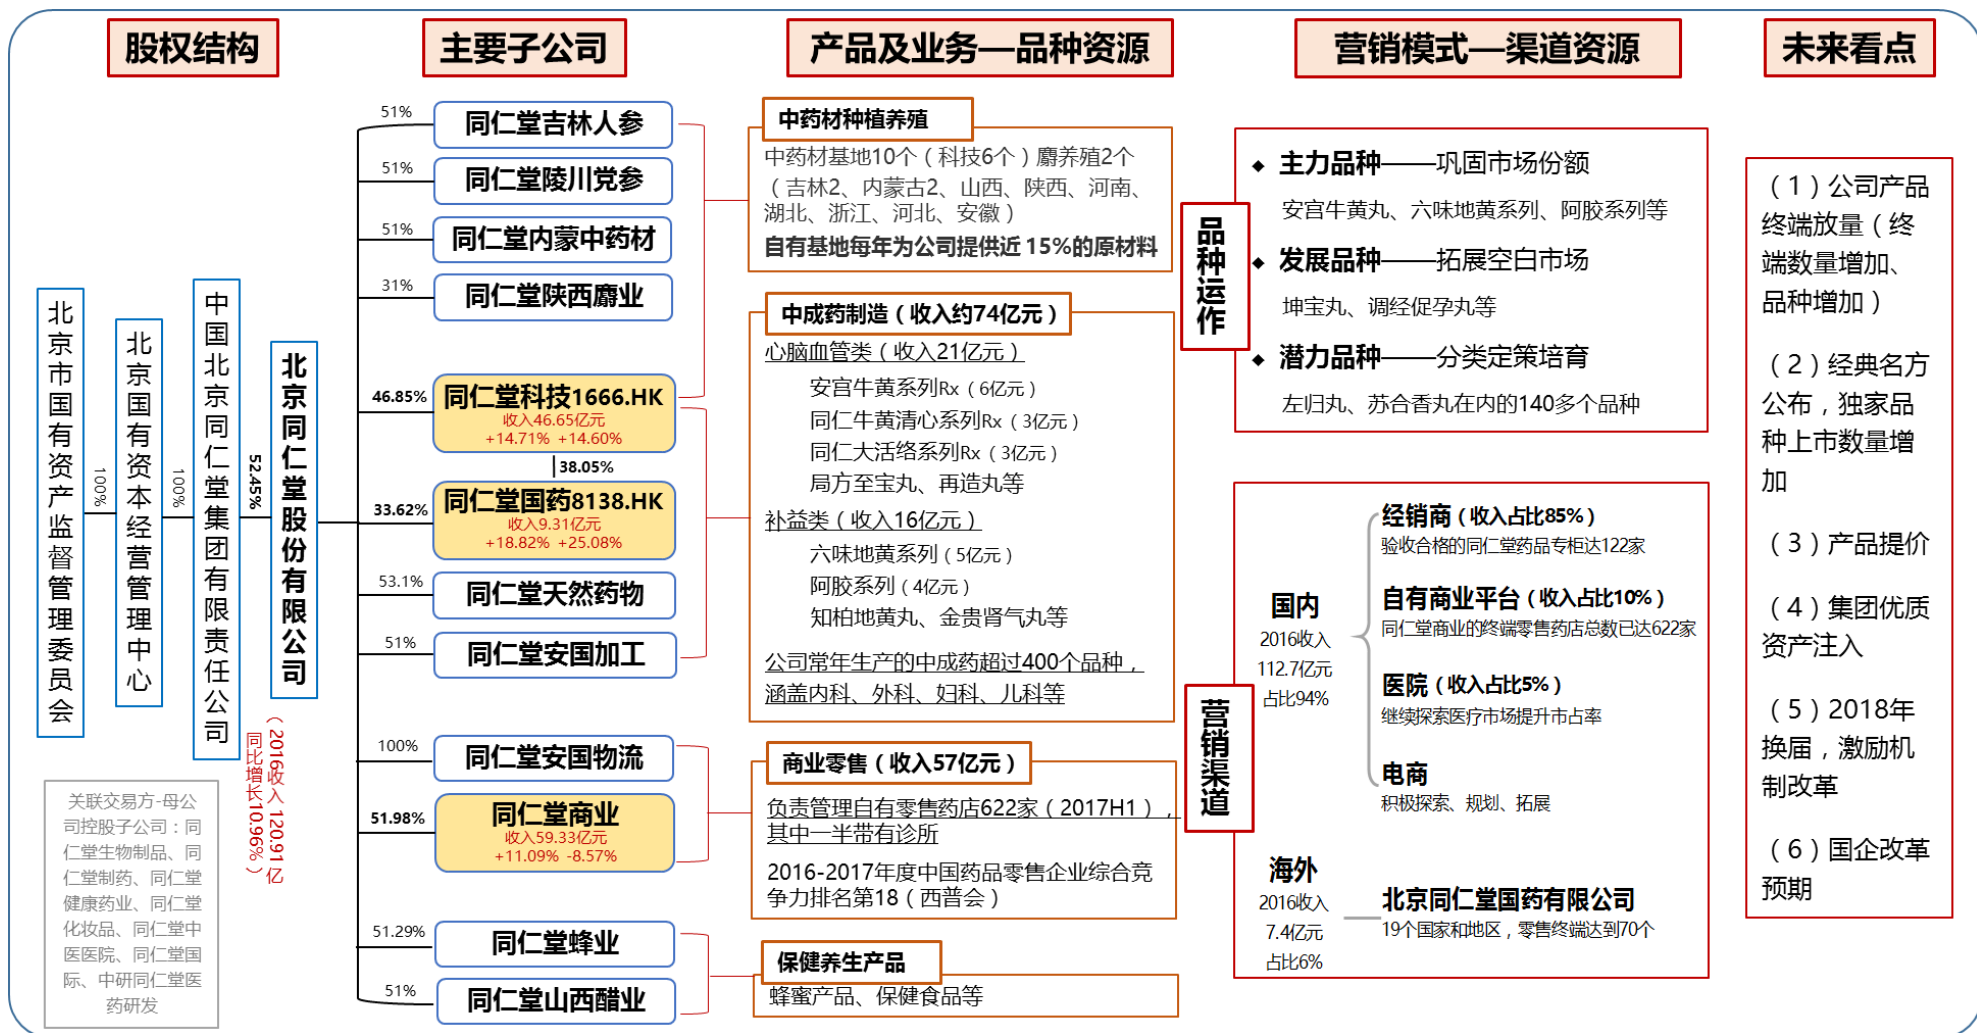 股权结构
主要子公司
产品及业务—品种资源
营销模式—渠道资源
未来看点
北京市国有资产监督管理委员会
100%
北京国有资本经营管理中心
100%
中国北京同仁堂集团有限责任公司
52.45%
北京同仁堂股份有限公司
（2016收入 120.91亿
同比增长10.96%）
关联交易方-母公
司控股子公司：同
仁堂生物制品、同
仁堂制药、同仁堂
健康药业、同仁堂
化妆品、同仁堂中
医医院、同仁堂国
际、中研同仁堂医
药研发
51%
同仁堂吉林人参
51%
同仁堂陵川党参
51%
同仁堂内蒙中药材
31%
同仁堂陕西麝业
46.85%
同仁堂科技1666.HK
收入46.65亿元
+14.71% +14.60%
38.05%
33.62%
同仁堂国药8138.HK
收入9.31亿元
+18.82% +25.08%
53.1%
同仁堂天然药物
51%
同仁堂安国加工
100%
同仁堂安国物流
51.98%
同仁堂商业
收入59.33亿元
+11.09% -8.57%
51.29%
同仁堂蜂业
51%
同仁堂山西醋业
中药材种植养殖
中药材基地10个（科技6个）麝养殖2个
（吉林2、内蒙古2、山西、陕西、河南、
湖北、浙江、河北、安徽）
自有基地每年为公司提供近 15%的原材料
中成药制造（收入约74亿元）
心脑血管类（收入21亿元）
安宫牛黄系列Rx（6亿元）
同仁牛黄清心系列Rx（3亿元）
同仁大活络系列Rx（3亿元）
局方至宝丸、再造丸等
补益类（收入16亿元）
六味地黄系列（5亿元）
阿胶系列（4亿元）
知柏地黄丸、金贵肾气丸等
公司常年生产的中成药超过400个品种，
涵盖内科、外科、妇科、儿科等
商业零售（收入57亿元）
负责管理自有零售药店622家（2017H1），
其中一半带有诊所
2016-2017年度中国药品零售企业综合竞
争力排名第18（西普会）
保健养生产品
蜂蜜产品、保健食品等
品种运作
◆ 主力品种——巩固市场份额
安宫牛黄丸、六味地黄系列、阿胶系列等
◆ 发展品种——拓展空白市场
坤宝丸、调经促孕丸等
◆ 潜力品种——分类定策培育
左归丸、苏合香丸在内的140多个品种
营销渠道
国内
2016收入
112.7亿元
占比94%
经销商（收入占比85%）
验收合格的同仁堂药品专柜达122家
自有商业平台（收入占比10%）
同仁堂商业的终端零售药店总数已达622家
医院（收入占比5%）
继续探索医疗市场提升市占率
电商
积极探索、规划、拓展
海外
2016收入
7.4亿元
占比6%
北京同仁堂国药有限公司
19个国家和地区，零售终端达到70个
（1）公司产品
终端放量（终
端数量增加、
品种增加）
（2）经典名方
公布，独家品
种上市数量增
加
（3）产品提价
（4）集团优质
资产注入
（5）2018年
换届，激励机
制改革
（6）国企改革
预期